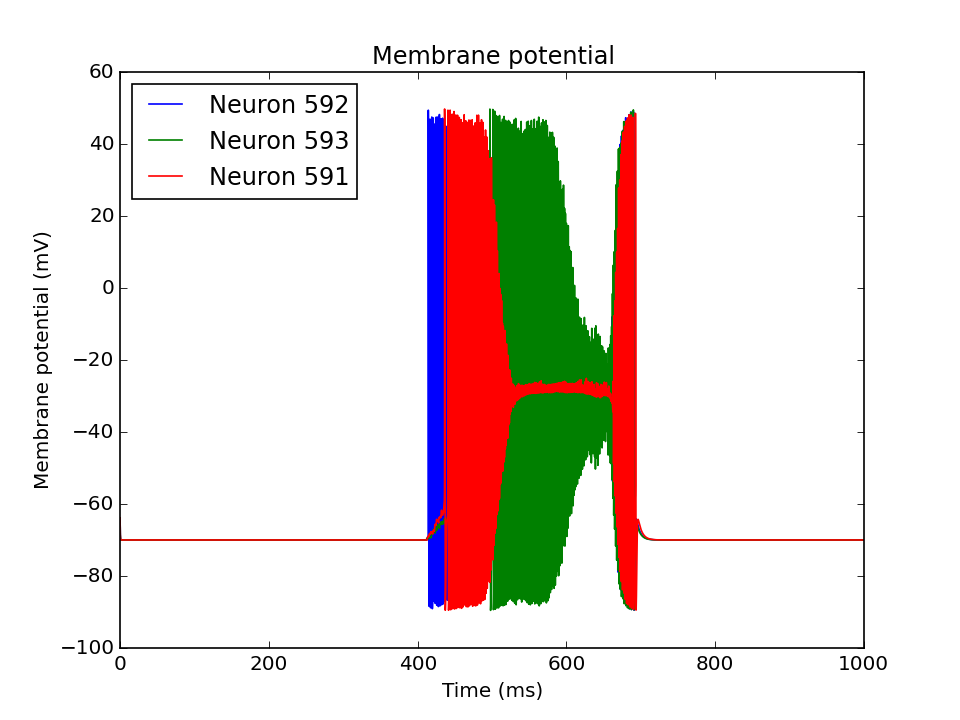 Membrane potential
Neuron 592
Neuron 593
Neuron 591
60
40
20
0
−20
−40
−60
−80
−100
Membrane potential (mV)
0 200 400 600 800 1000
Time (ms)